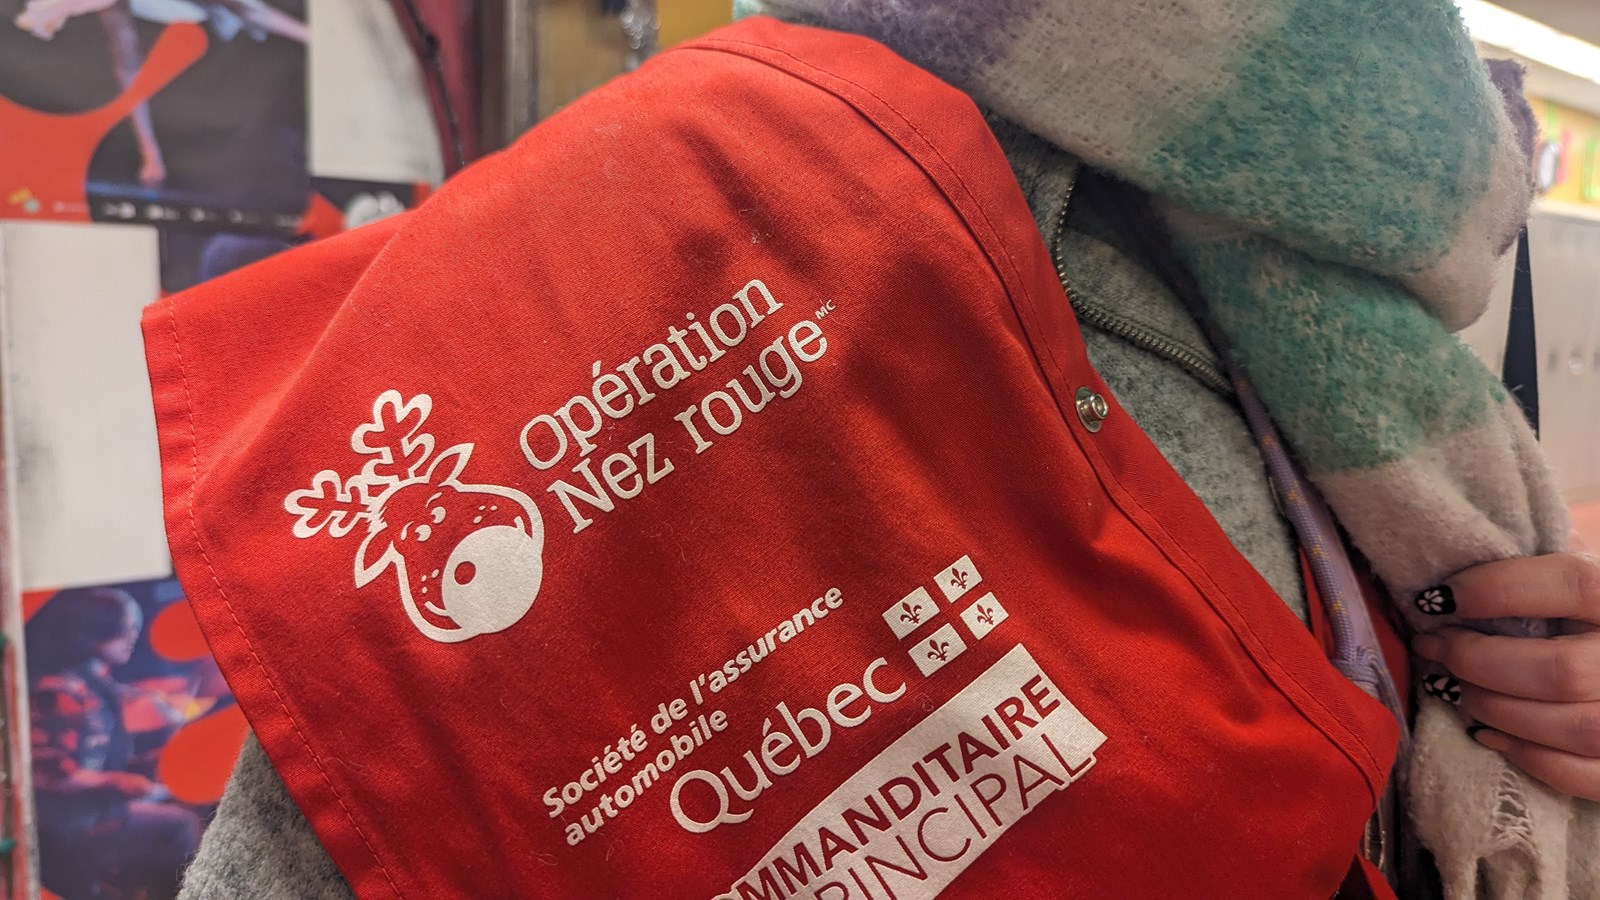 Opération
Nez rouge MC
Société de l'assurance
automobile
Québec
COMMANDITAIRE
PRINCIPAL